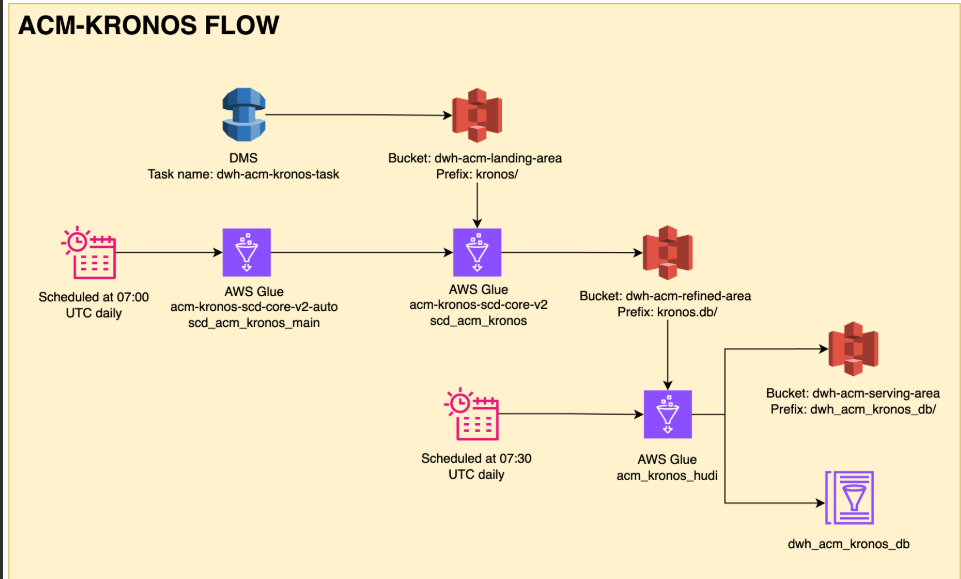 ACM-KRONOS FLOW
DMS
Task name: dwh-acm-kronos-task
Bucket: dwh-acm-landing-area
Prefix: kronos/
Scheduled at 07:00
UTC daily
AWS Glue
acm-kronos-scd-core-v2-auto
scd_acm_kronos_main
AWS Glue
acm-kronos-scd-core-v2
scd_acm_kronos
Bucket: dwh-acm-refined-area
Prefix: kronos.db/
Scheduled at 07:30
UTC daily
AWS Glue
acm_kronos_hudi
Bucket: dwh-acm-serving-area
Prefix: dwh_acm_kronos_db/
dwh_acm_kronos_db